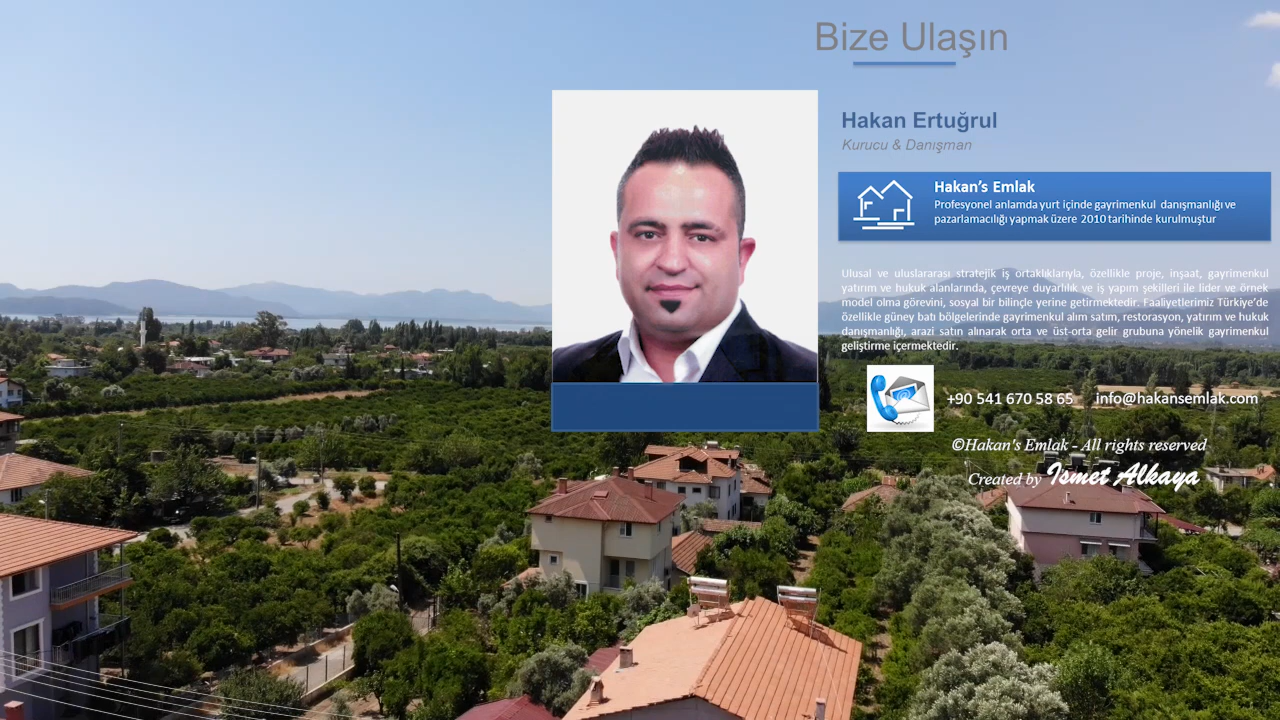 Bize Ulaşın
Hakan Ertuğrul
Kurucu & Danışman
Hakan’s Emlak
Profesyonel anlamda yurt içinde gayrimenkul danışmanlığı ve
pazarlamacılığı yapmak üzere 2010 tarihinde kurulmuştur
Ulusal ve uluslararası stratejik iş ortaklıklarıyla, özellikle proje, inşaat, gayrimenkul
yatırım ve hukuk alanlarında, çevreye duyarlılık ve iş yapım şekilleri ile lider ve örnek
model olma görevini, sosyal bir bilinçle yerine getirmektedir. Faaliyetlerimiz Türkiye’de
özellikle güney batı bölgelerinde gayrimenkul alım satım, restorasyon, yatırım ve hukuk
danışmanlığı, arazi satın alınarak orta ve üst-orta gelir grubuna yönelik gayrimenkul
geliştirme içermektedir.
+90 541 670 58 65 info@hakansemlak.com
©Hakan's Emlak - All rights reserved
Created by Ismet Alkaya